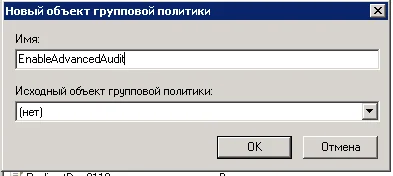 Новый объект групповой политики
Имя:
EnableAdvancedAudit
Исходный объект групповой политики:
(нет)
OK
Отмена